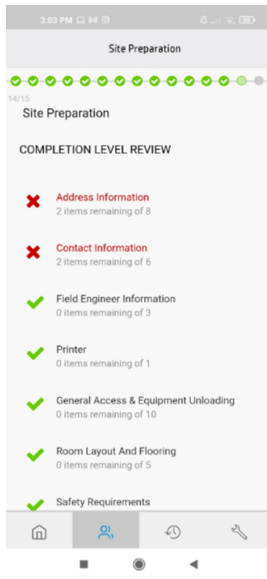 3:03 PM
Site Preparation
14/15
Site Preparation
COMPLETION LEVEL REVIEW
Address Information
2 items remaining of 8
Contact Information
2 items remaining of 6
Field Engineer Information
0 items remaining of 3
Printer
0 items remaining of 1
General Access & Equipment Unloading
0 items remaining of 10
Room Layout And Flooring
0 items remaining of 5
Safety Requirements